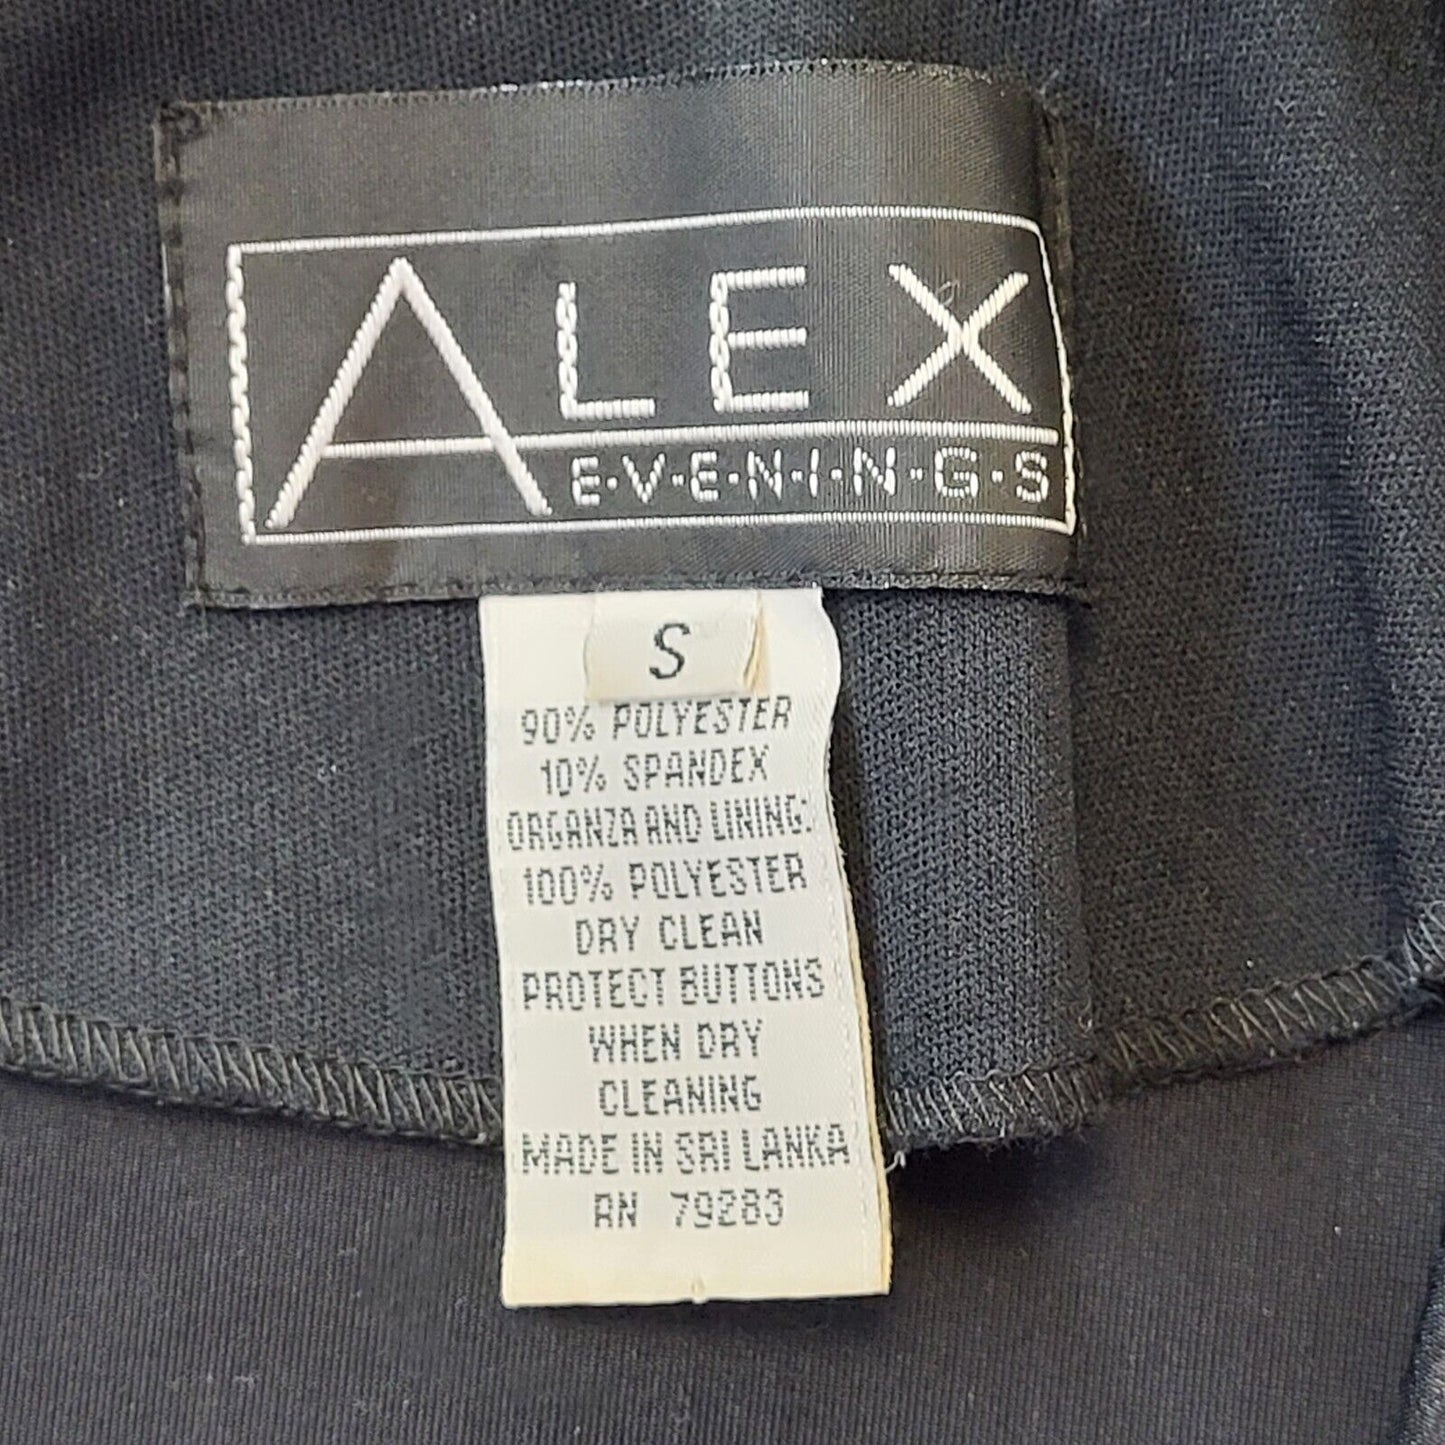 ALEX
E·V·E·N·I·N·G·S
S
90% POLYESTER
10% SPANDEX
ORGANZA AND LINING:
100% POLYESTER
DRY CLEAN
PROTECT BUTTONS
WHEN DRY
CLEANING
MADE IN SRI LANKA
RN 79283